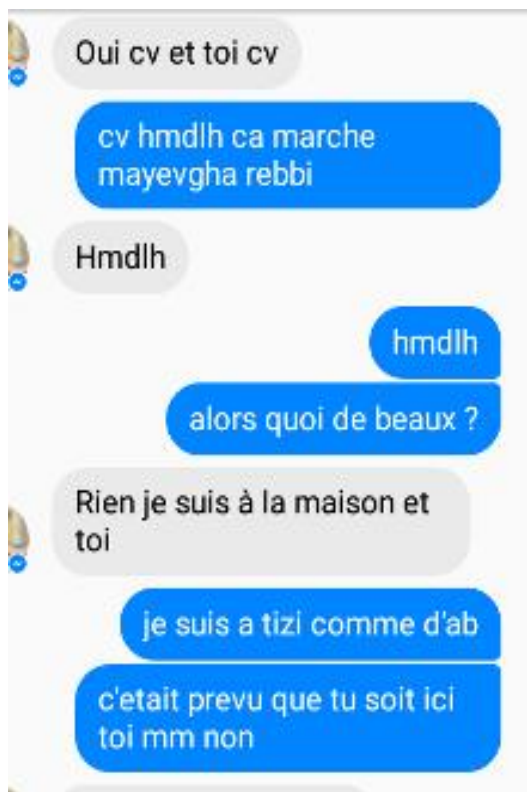 Oui cv et toi cv
cv hmdlh ca marche
mayevgha rebbi
Hmdlh
hmdlh
alors quoi de beaux ?
Rien je suis à la maison et
toi
je suis a tizi comme d'ab
c'etait prevu que tu soit ici
toi mm non